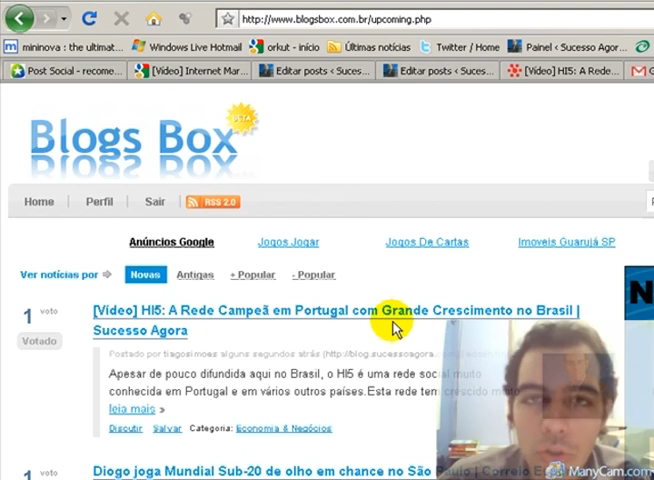 http://www.blogsbox.com.br/upcoming.php
mininova : the ultimat... Windows Live Hotmail orkut - início Últimas notícias Twitter / Home Painel ‹ Sucesso Agor...
Post Social - recome... [Vídeo] Internet Mar... Editar posts ‹ Suces... Editar posts ‹ Suces... [Vídeo] HI5: A Rede...
Blogs Box BETA
Home Perfil Sair RSS 2.0
Anúncios Google Jogos Jogar Jogos De Cartas Imoveis Guarujá SP
Ver notícias por Novas Antigas + Popular - Popular
1 voto
Votado
[Vídeo] HI5: A Rede Campeã em Portugal com Grande Crescimento no Brasil |
Sucesso Agora
Postado por tiagosimoes alguns segundos atrás (http://blog.sucessoagora.
Apesar de pouco difundida aqui no Brasil, o HI5 é uma rede social muito
conhecida em Portugal e em vários outros países.Esta rede tem crescido
leia mais »
Discutir Salvar Categoria: Economia & Negócios
1 voto
Diogo joga Mundial Sub-20 de olho em chance no São Paulo | Correio
ManyCam.com